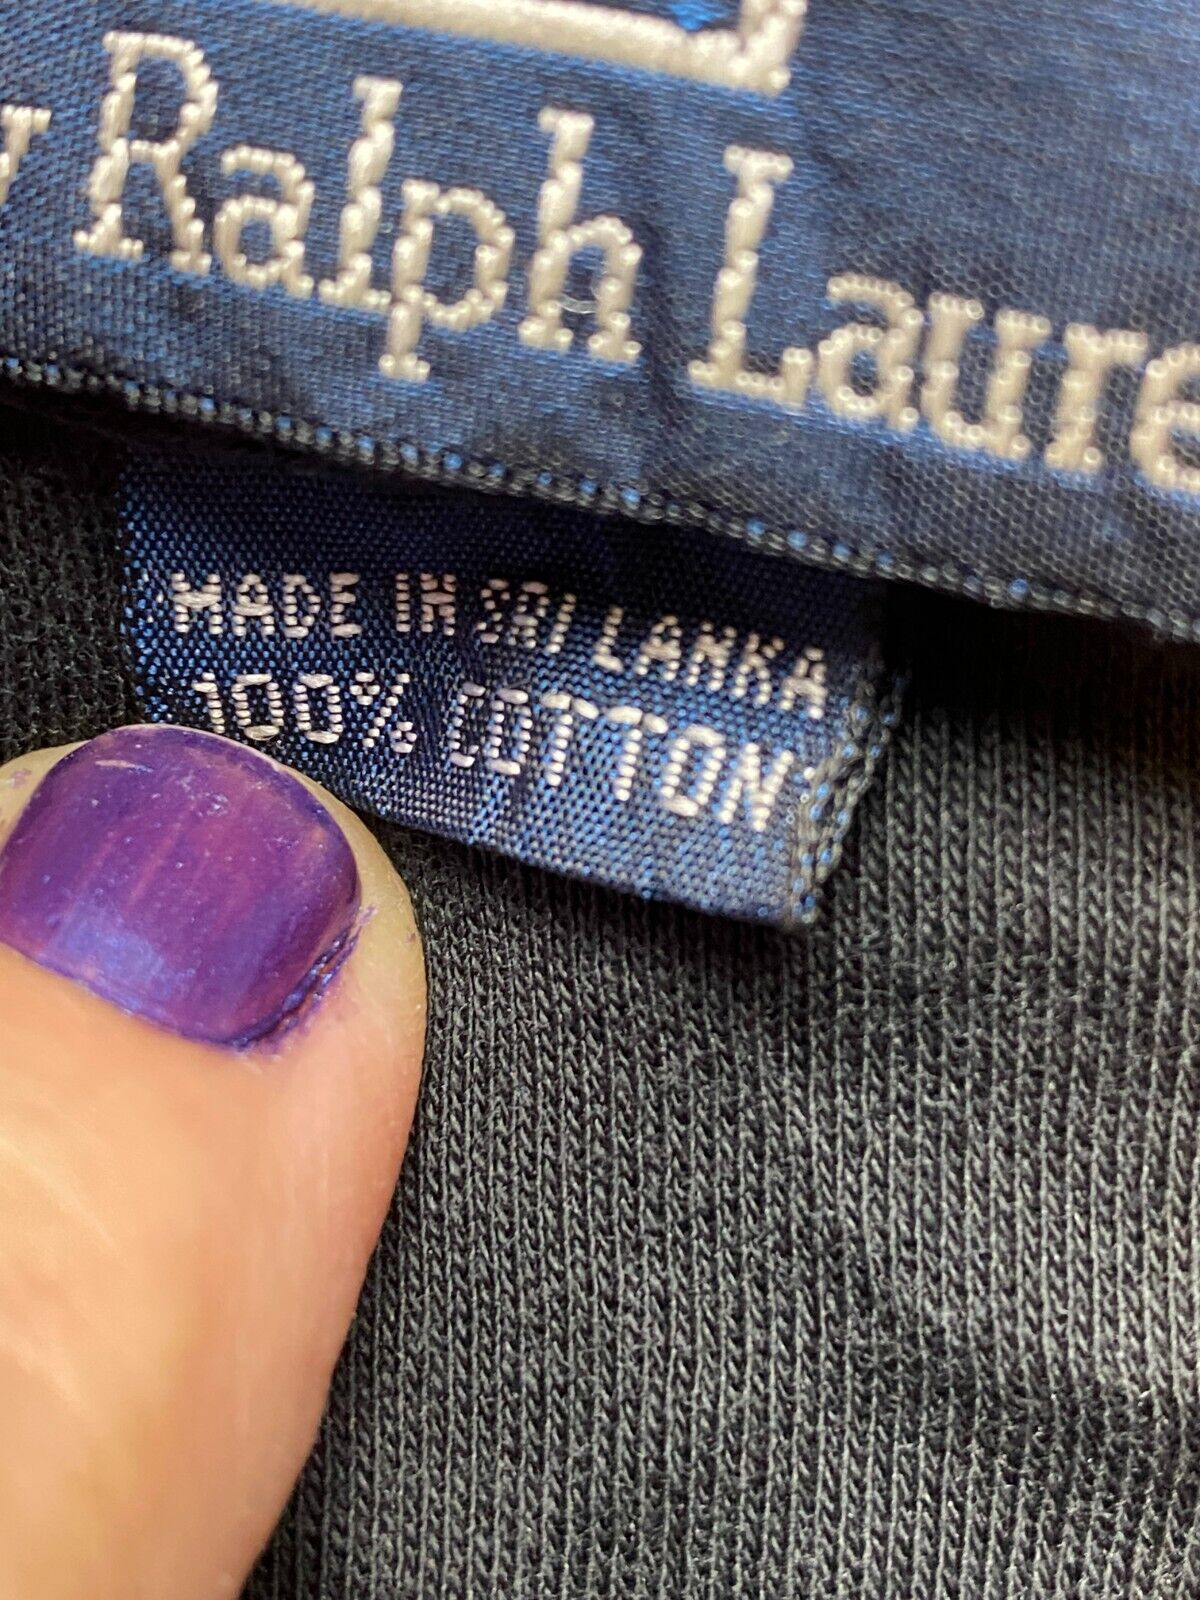 y Ralph Laure
MADE IN SRI LANKA
100% COTTON